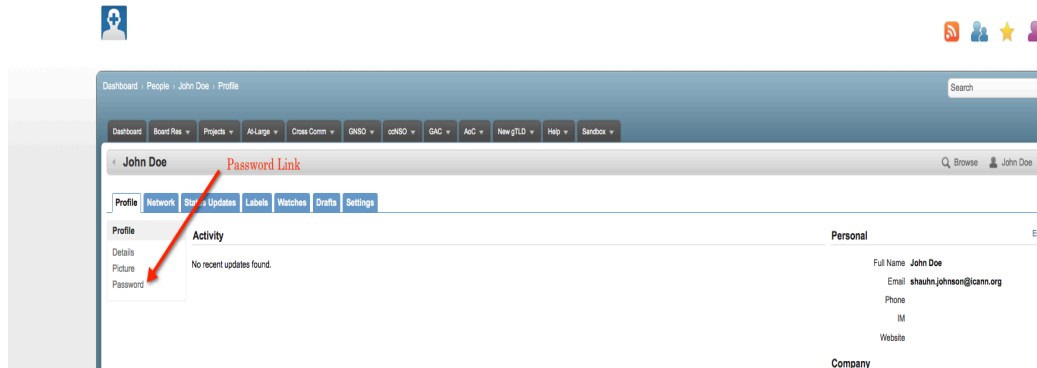 Dashboard › People › John Doe › Profile
Search
Dashboard Board Res Projects At-Large Cross Comm GNSO ccNSO GAC AoC New gTLD Help Sandbox
John Doe
Password Link
Browse John Doe
Profile Network Status Updates Labels Watches Drafts Settings
Profile
Details
Picture
Password
Activity
No recent updates found.
Personal
E
Full Name John Doe
Email shauhn.johnson@icann.org
Phone
IM
Website
Company